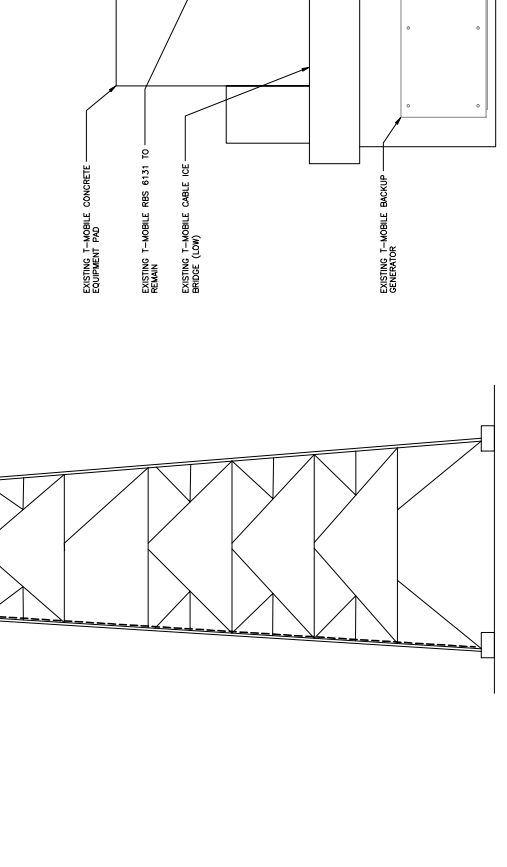 EXISTING T-MOBILE CONCRETE
EQUIPMENT PAD
EXISTING T-MOBILE RBS 6131 TO
REMAIN
EXISTING T-MOBILE CABLE ICE
BRIDGE (LOW)
EXISTING T-MOBILE BACKUP
GENERATOR